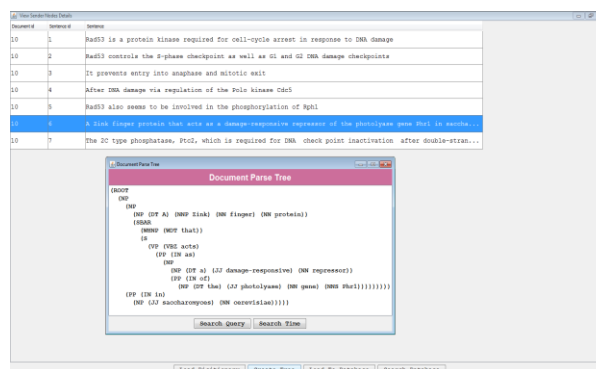 View Sender Nodes Details
Document Id Sentence Id Sentence
10 1 Rad53 is a protein kinase required for cell-cycle arrest in response to DNA damage
10 2 Rad53 controls the S-phase checkpoint as well as G1 and G2 DNA damage checkpoints
10 3 It prevents entry into anaphase and mitotic exit
10 4 After DNA damage via regulation of the Polo kinase Cdc5
10 5 Rad53 also seems to be involved in the phosphorylation of Rph1
10 6 A Zink finger protein that acts as a damage-responsive repressor of the photolyase gene Phr1 in saccha...
10 7 The 2C type phosphatase, Ptc2, which is required for DNA check point inactivation after double-stran...
Document Parse Tree
Document Parse Tree
(ROOT
(NP
(NP
(NP (DT A) (NNP Zink) (NN finger) (NN protein))
(SBAR
(WHNP (WDT that))
(S
(VP (VBZ acts)
(PP (IN as)
(NP
(NP (DT a) (JJ damage-responsive) (NN repressor))
(PP (IN of)
(NP (DT the) (JJ photolyase) (NN gene) (NNS Phr1)))))))))
(PP (IN in)
(NP (JJ saccharomyces) (NN cerevisiae)))))
Search Query Search Time